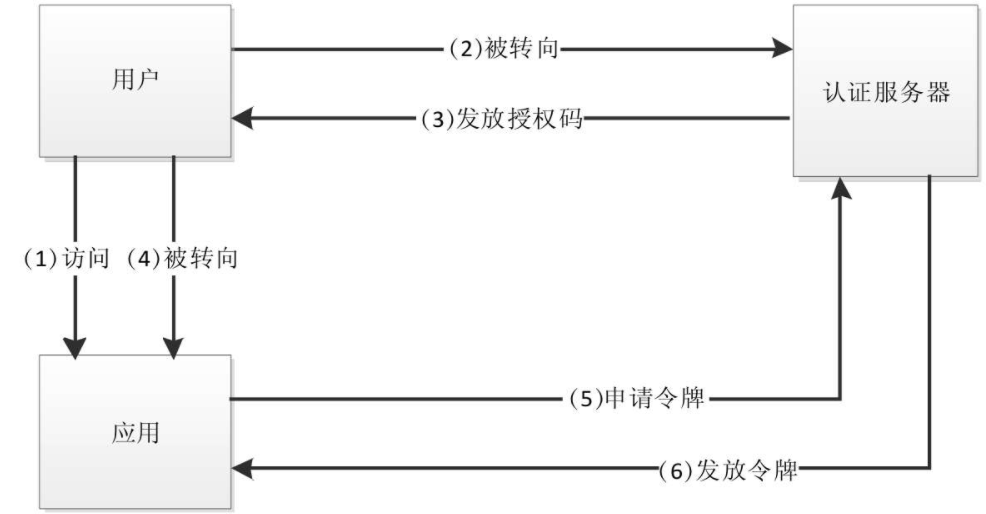 用户
(2)被转向
认证服务器
(3)发放授权码
(1)访问
(4)被转向
(5)申请令牌
应用
(6)发放令牌